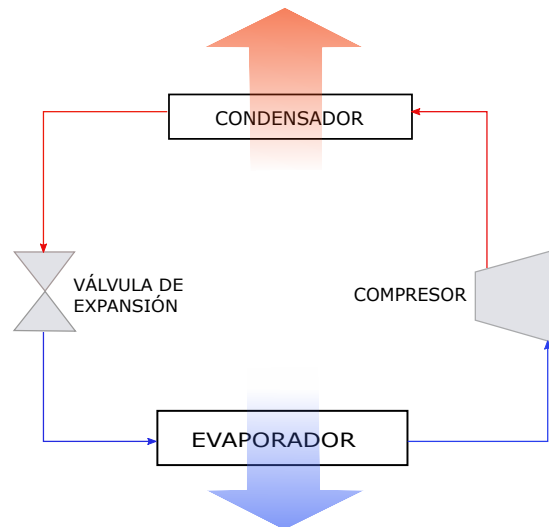 CONDENSADOR
VÁLVULA DE
EXPANSIÓN
COMPRESOR
EVAPORADOR